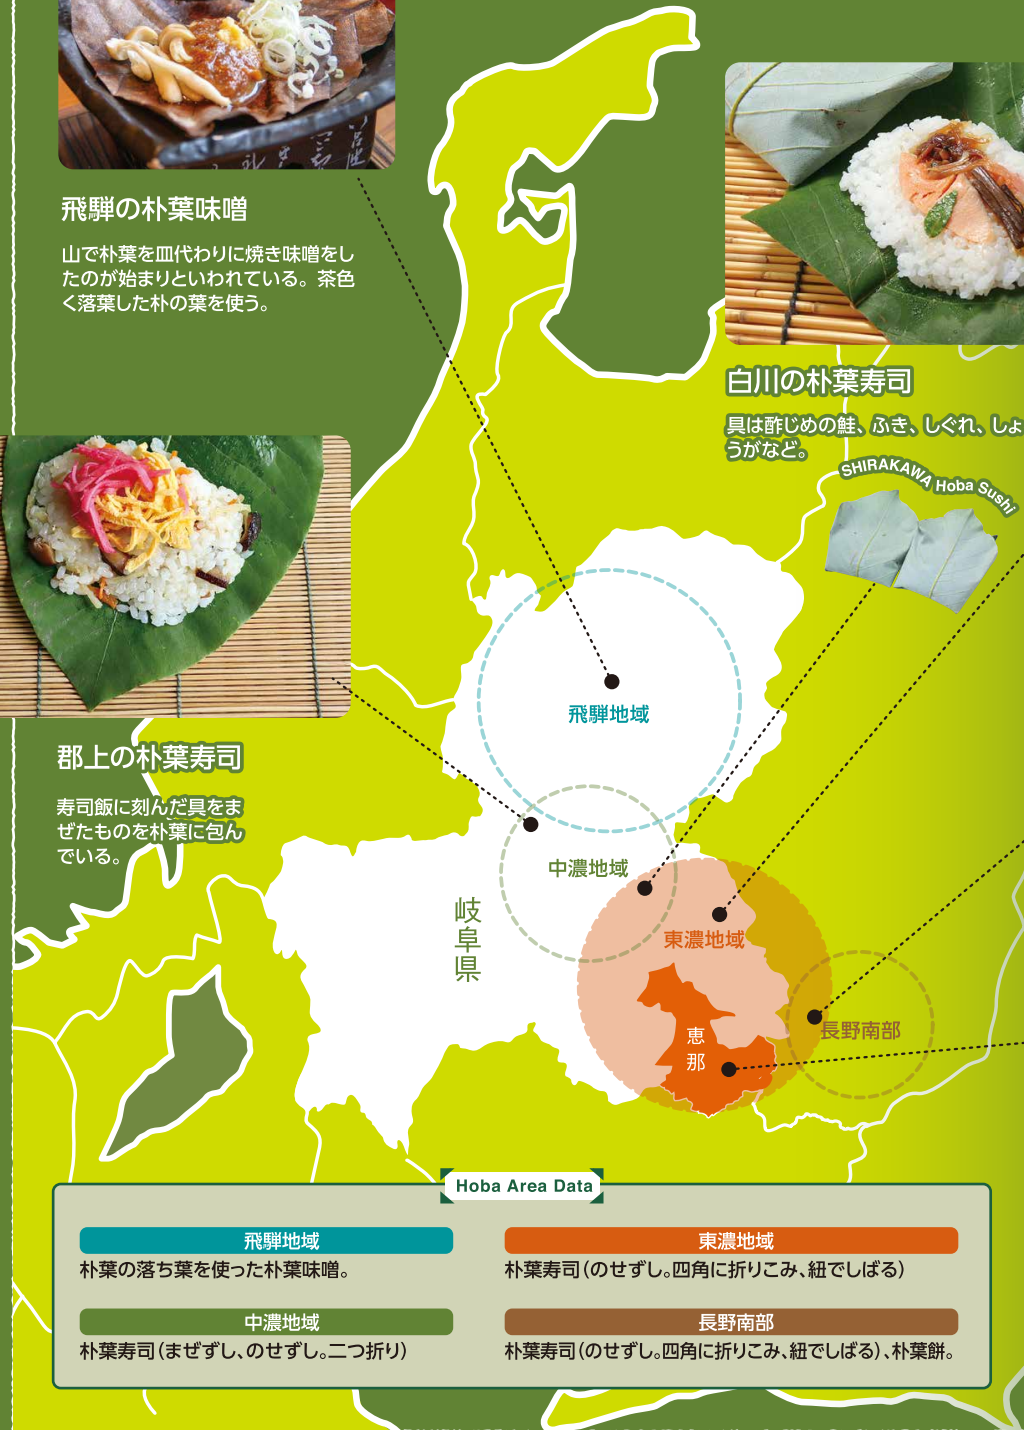 飛騨の朴葉味噌
山で朴葉を皿代わりに焼き味噌をし
たのが始まりといわれている。茶色
く落葉した朴の葉を使う。
白川の朴葉寿司
具は酢じめの鮭、ふき、しぐれ、しょ
うがなど。
SHIRAKAWA Hoba Sushi
郡上の朴葉寿司
寿司飯に刻んだ具をま
ぜたものを朴葉に包ん
でいる。
飛騨地域
中濃地域
岐阜県
東濃地域
恵那
長野南部
Hoba Area Data
飛騨地域
朴葉の落ち葉を使った朴葉味噌。
中濃地域
朴葉寿司(まぜずし、のせずし。二つ折り)
東濃地域
朴葉寿司(のせずし。四角に折りこみ、紐でしばる)
長野南部
朴葉寿司(のせずし。四角に折りこみ、紐でしばる)、朴葉餅。